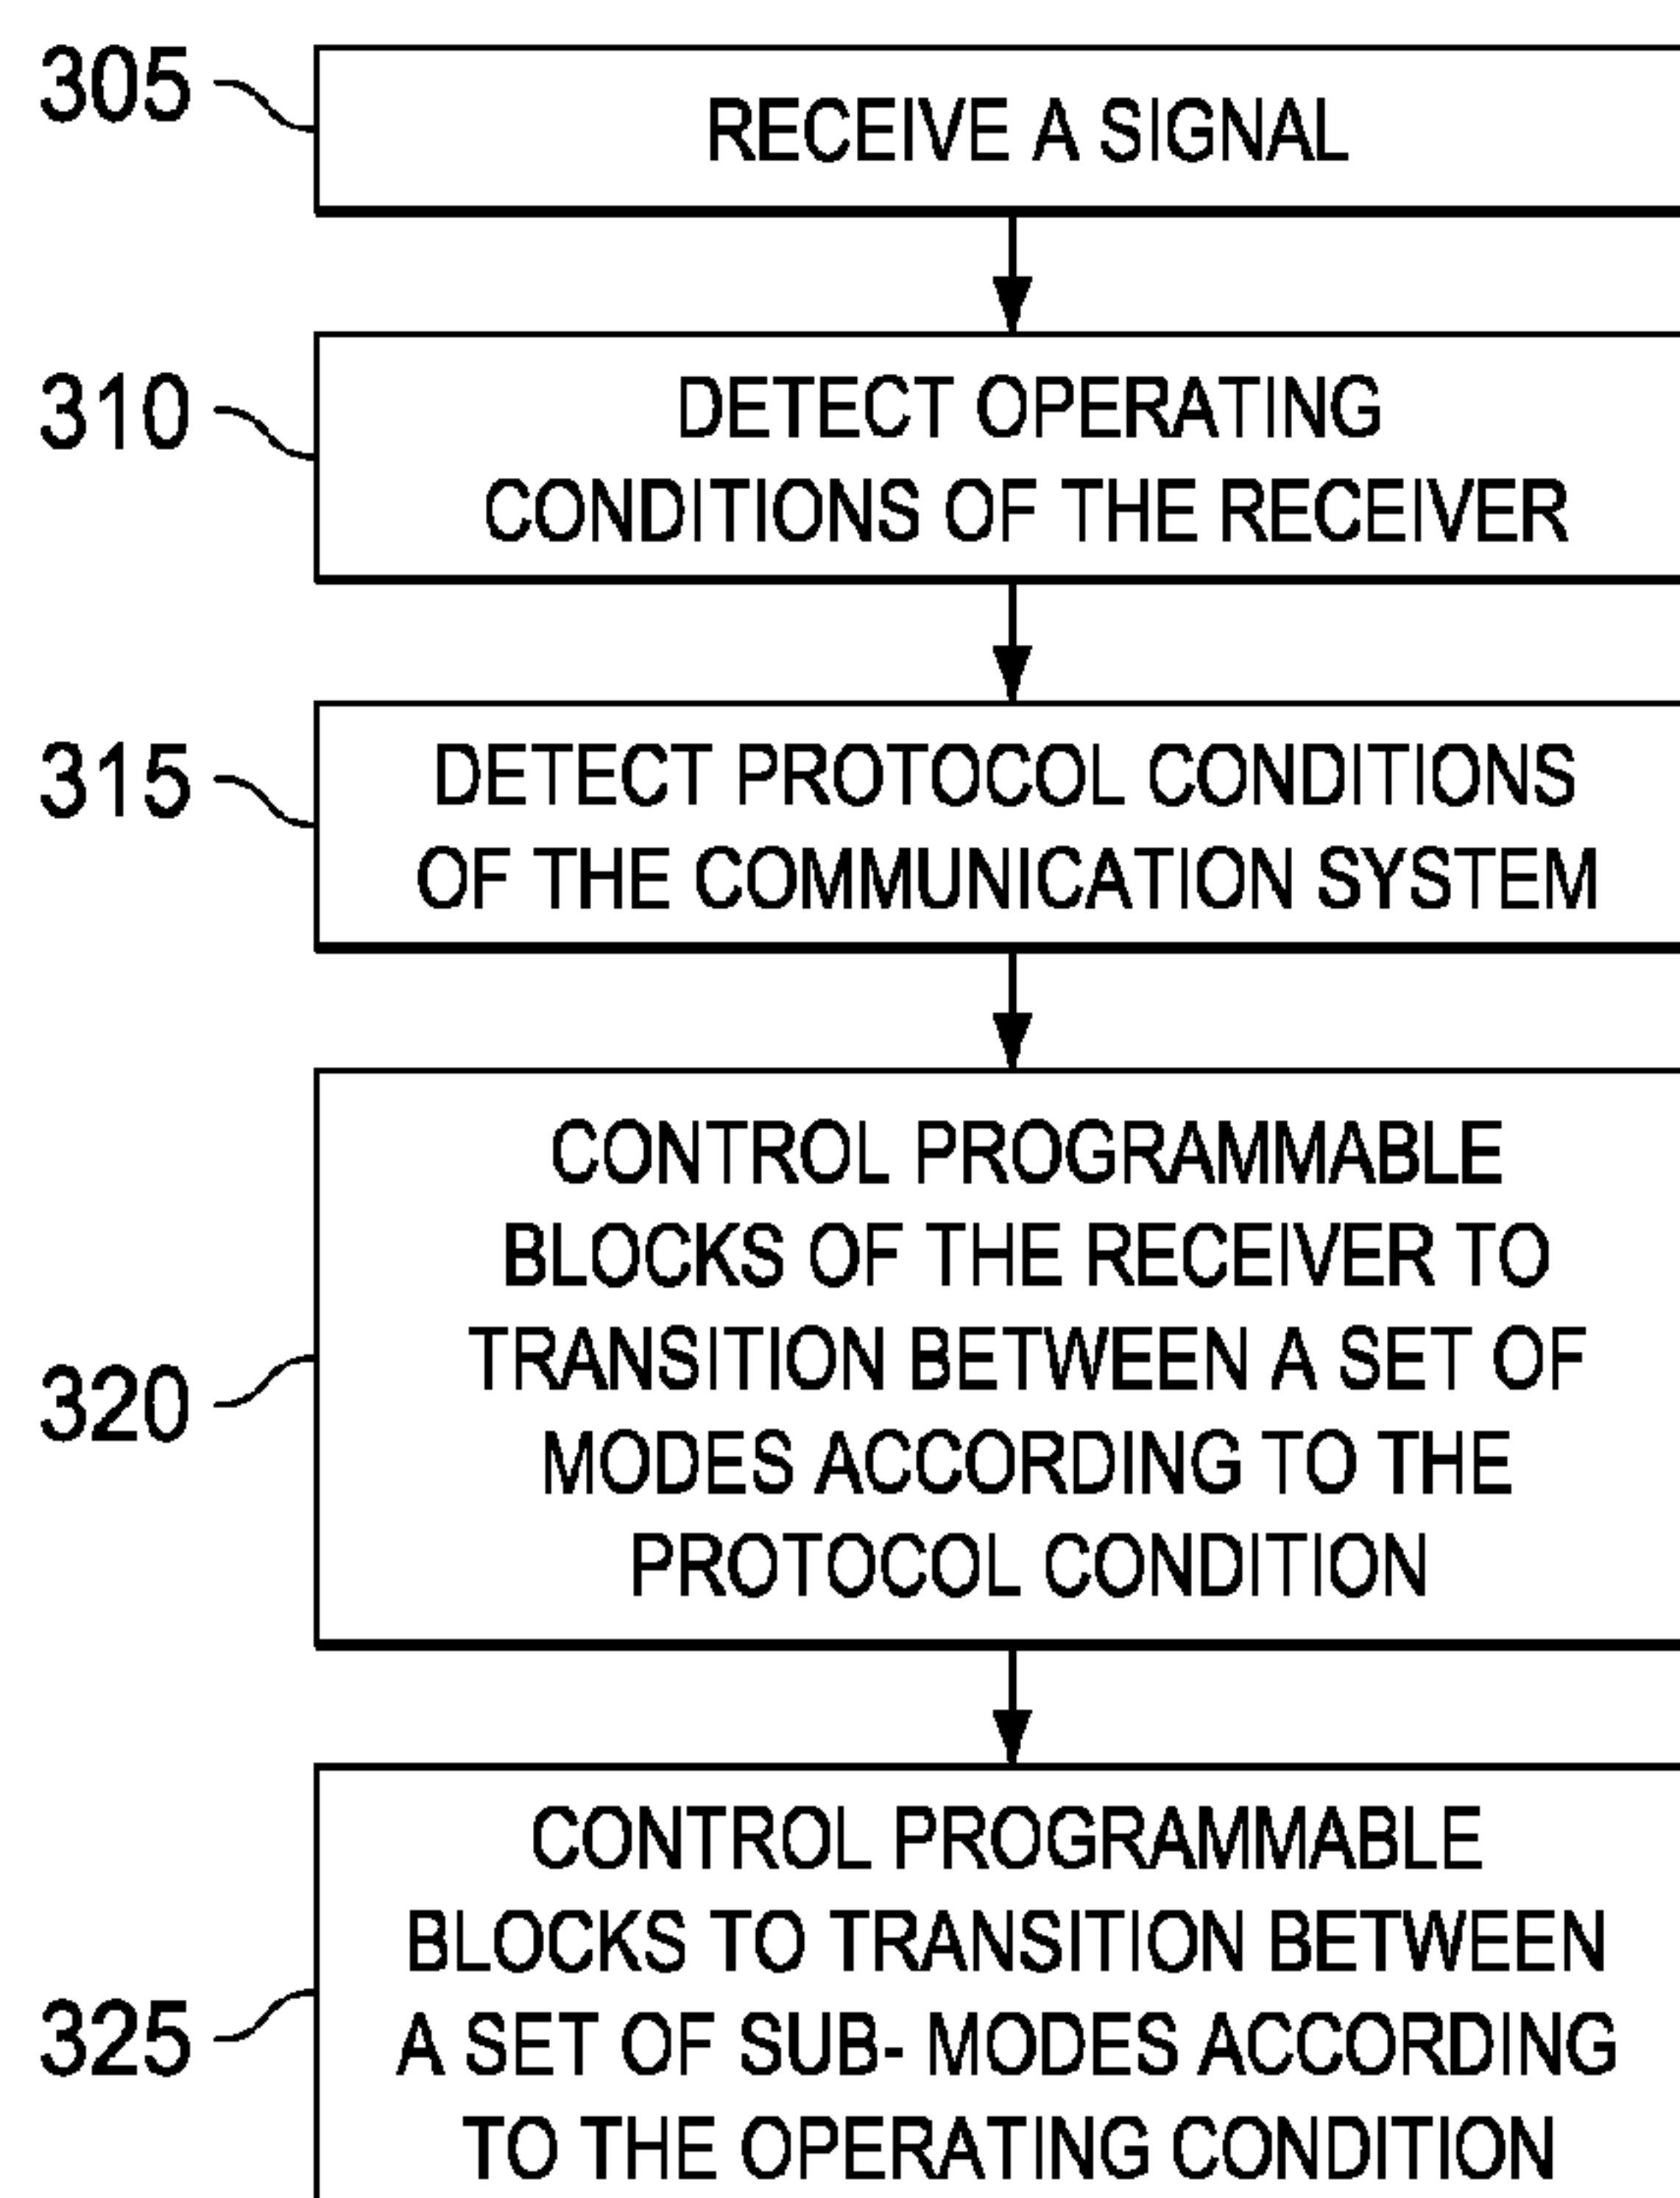 305
RECEIVE A SIGNAL
310
DETECT OPERATING
CONDITIONS OF THE RECEIVER
315
DETECT PROTOCOL CONDITIONS
OF THE COMMUNICATION SYSTEM
320
CONTROL PROGRAMMABLE
BLOCKS OF THE RECEIVER TO
TRANSITION BETWEEN A SET OF
MODES ACCORDING TO THE
PROTOCOL CONDITION
325
CONTROL PROGRAMMABLE
BLOCKS TO TRANSITION BETWEEN
A SET OF SUB- MODES ACCORDING
TO THE OPERATING CONDITION